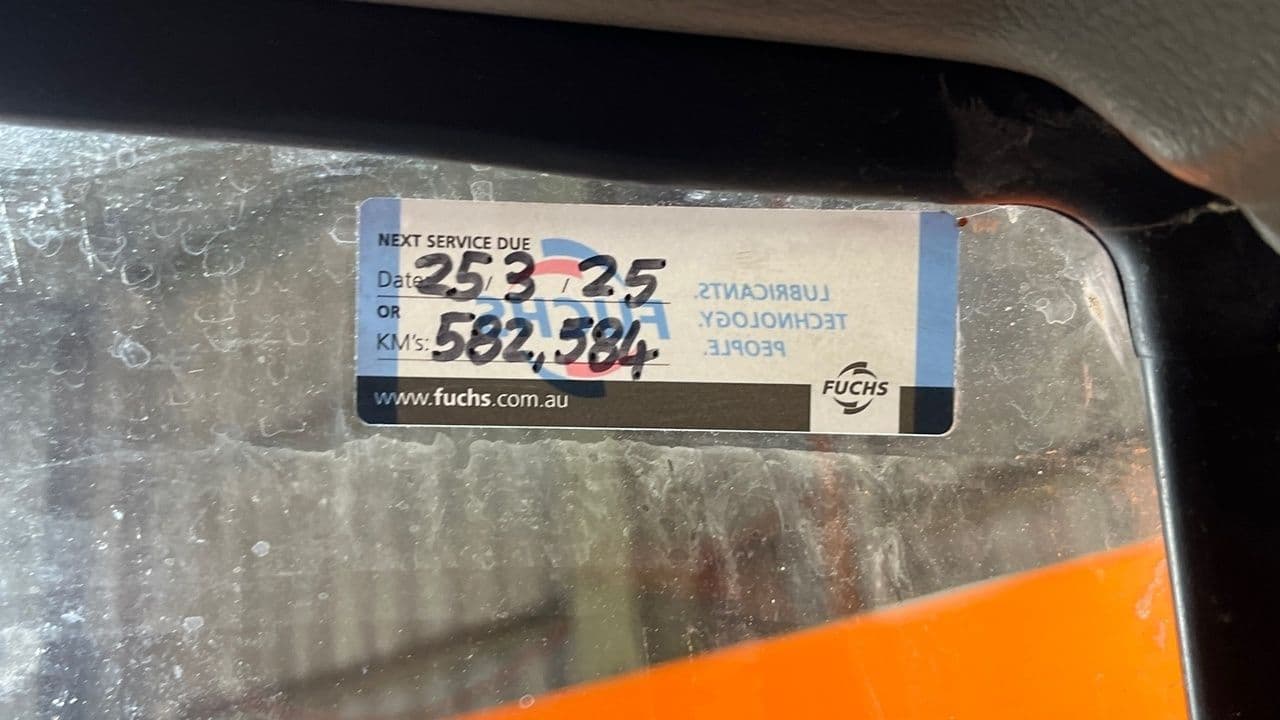 NEXT SERVICE DUE
Date: 25/3/25
OR
KM's: 582,584
www.fuchs.com.au
FUCHS
LUBRICANTS.
TECHNOLOGY.
PEOPLE.
FUCHS